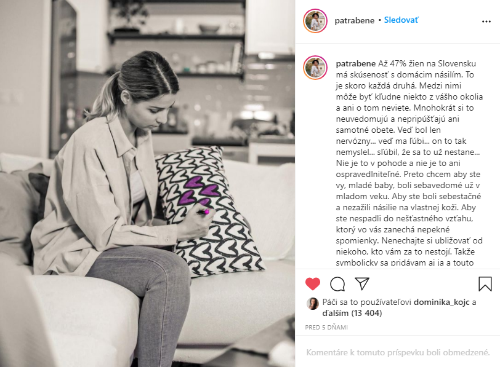 patrabene • Sledovať
patrabene Až 47% žien na Slovensku
má skúsenosť s domácim násilím. To
je skoro každá druhá. Medzi nimi
môže byť kľudne niekto z vášho okolia
a ani o tom neviete. Mnohokrát si to
neuvedomujú a nepripúšťajú ani
samotné obete. Veď bol len
nervózny... veď ma ľúbi... on to tak
nemyslel... sľúbil, že sa to už nestane...
Nie je to v pohode a nie je to ani
ospravedlniteľné. Preto chcem aby ste
vy, mladé baby, boli sebavedomé už v
mladom veku. Aby ste boli sebestačné
a nezažili násilie na vlastnej koži. Aby
ste nespadli do nešťastného vzťahu,
ktorý vo vás zanechá nepekné
spomienky. Nenechajte si ubližovať od
niekoho, kto vám za to nestojí. Takže
symbolicky sa pridávam aj ja a touto
Páči sa to používateľovi dominika_kojc a
ďalším (13 404)
PRED 5 DŇAMI
Komentáre k tomuto príspevku boli obmedzené.